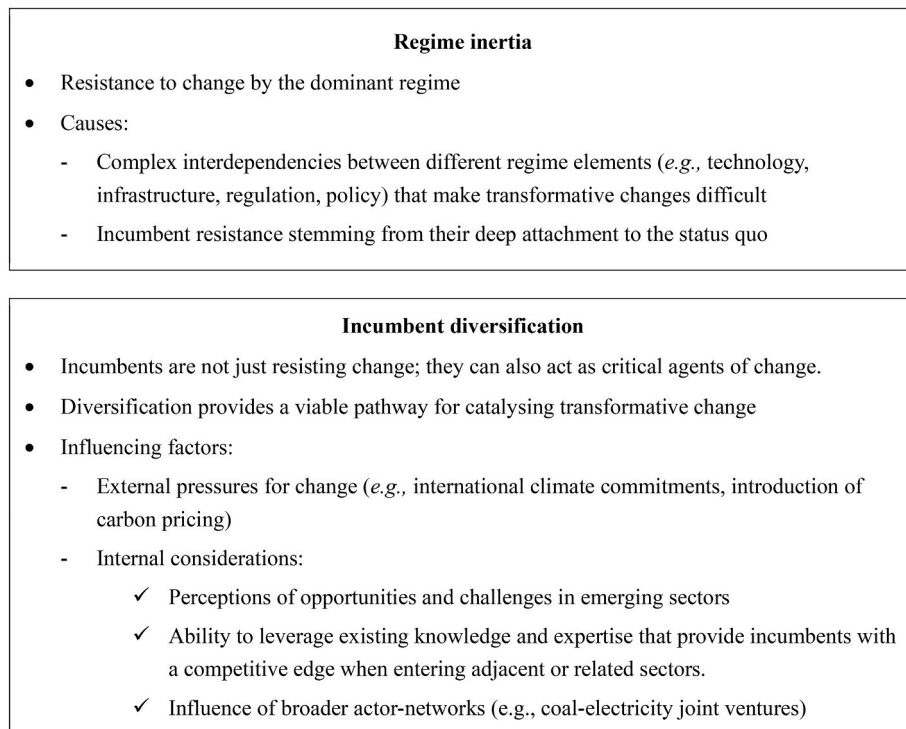 Regime inertia
• Resistance to change by the dominant regime
• Causes:
- Complex interdependencies between different regime elements (e.g., technology,
infrastructure, regulation, policy) that make transformative changes difficult
- Incumbent resistance stemming from their deep attachment to the status quo
Incumbent diversification
• Incumbents are not just resisting change; they can also act as critical agents of change.
• Diversification provides a viable pathway for catalysing transformative change
• Influencing factors:
- External pressures for change (e.g., international climate commitments, introduction of
carbon pricing)
- Internal considerations:
✓ Perceptions of opportunities and challenges in emerging sectors
✓ Ability to leverage existing knowledge and expertise that provide incumbents with
a competitive edge when entering adjacent or related sectors.
✓ Influence of broader actor-networks (e.g., coal-electricity joint ventures)